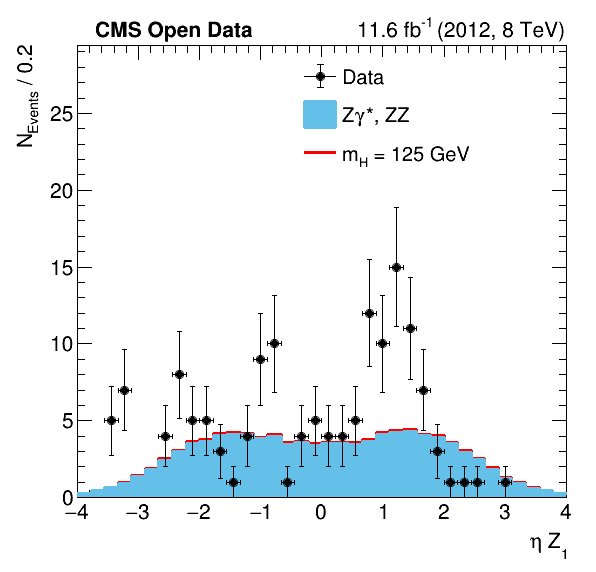 CMS Open Data 11.6 fb⁻¹ (2012, 8 TeV)
N_Events / 0.2
Data
Zγ*, ZZ
m_H = 125 GeV
25
20
15
10
5
0
−4 −3 −2 −1 0 1 2 3 4
η Z₁